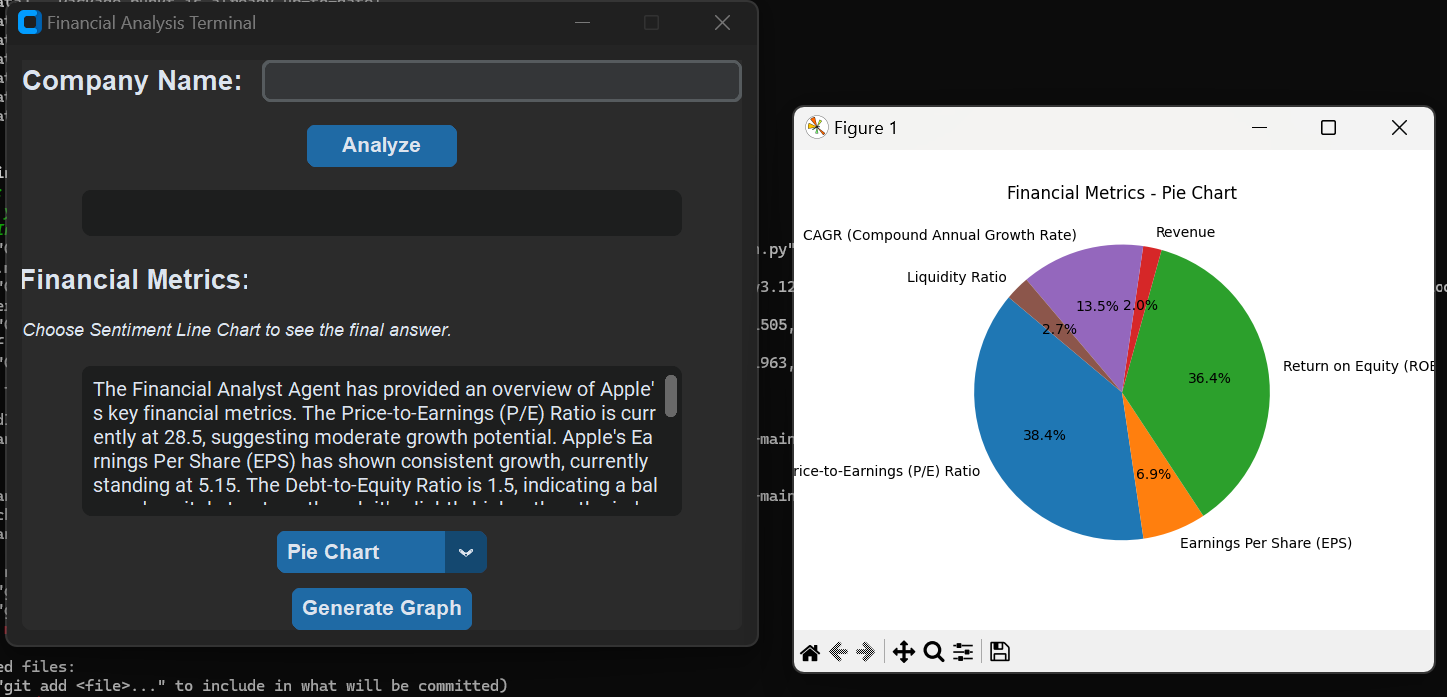 Financial Analysis Terminal
Company Name:
Analyze
Financial Metrics:
Choose Sentiment Line Chart to see the final answer.
The Financial Analyst Agent has provided an overview of Apple'
s key financial metrics. The Price-to-Earnings (P/E) Ratio is curr
ently at 28.5, suggesting moderate growth potential. Apple's Ea
rnings Per Share (EPS) has shown consistent growth, currently
standing at 5.15. The Debt-to-Equity Ratio is 1.5, indicating a bal
Pie Chart
Generate Graph
ed files:
"git add <file>..." to include in what will be committed)
.py"
v3.12
505,
963,
-main
-main
Figure 1
Financial Metrics - Pie Chart
CAGR (Compound Annual Growth Rate)
Revenue
Liquidity Ratio
13.5%
2.0%
2.7%
Return on Equity (ROE
36.4%
38.4%
rice-to-Earnings (P/E) Ratio
6.9%
Earnings Per Share (EPS)